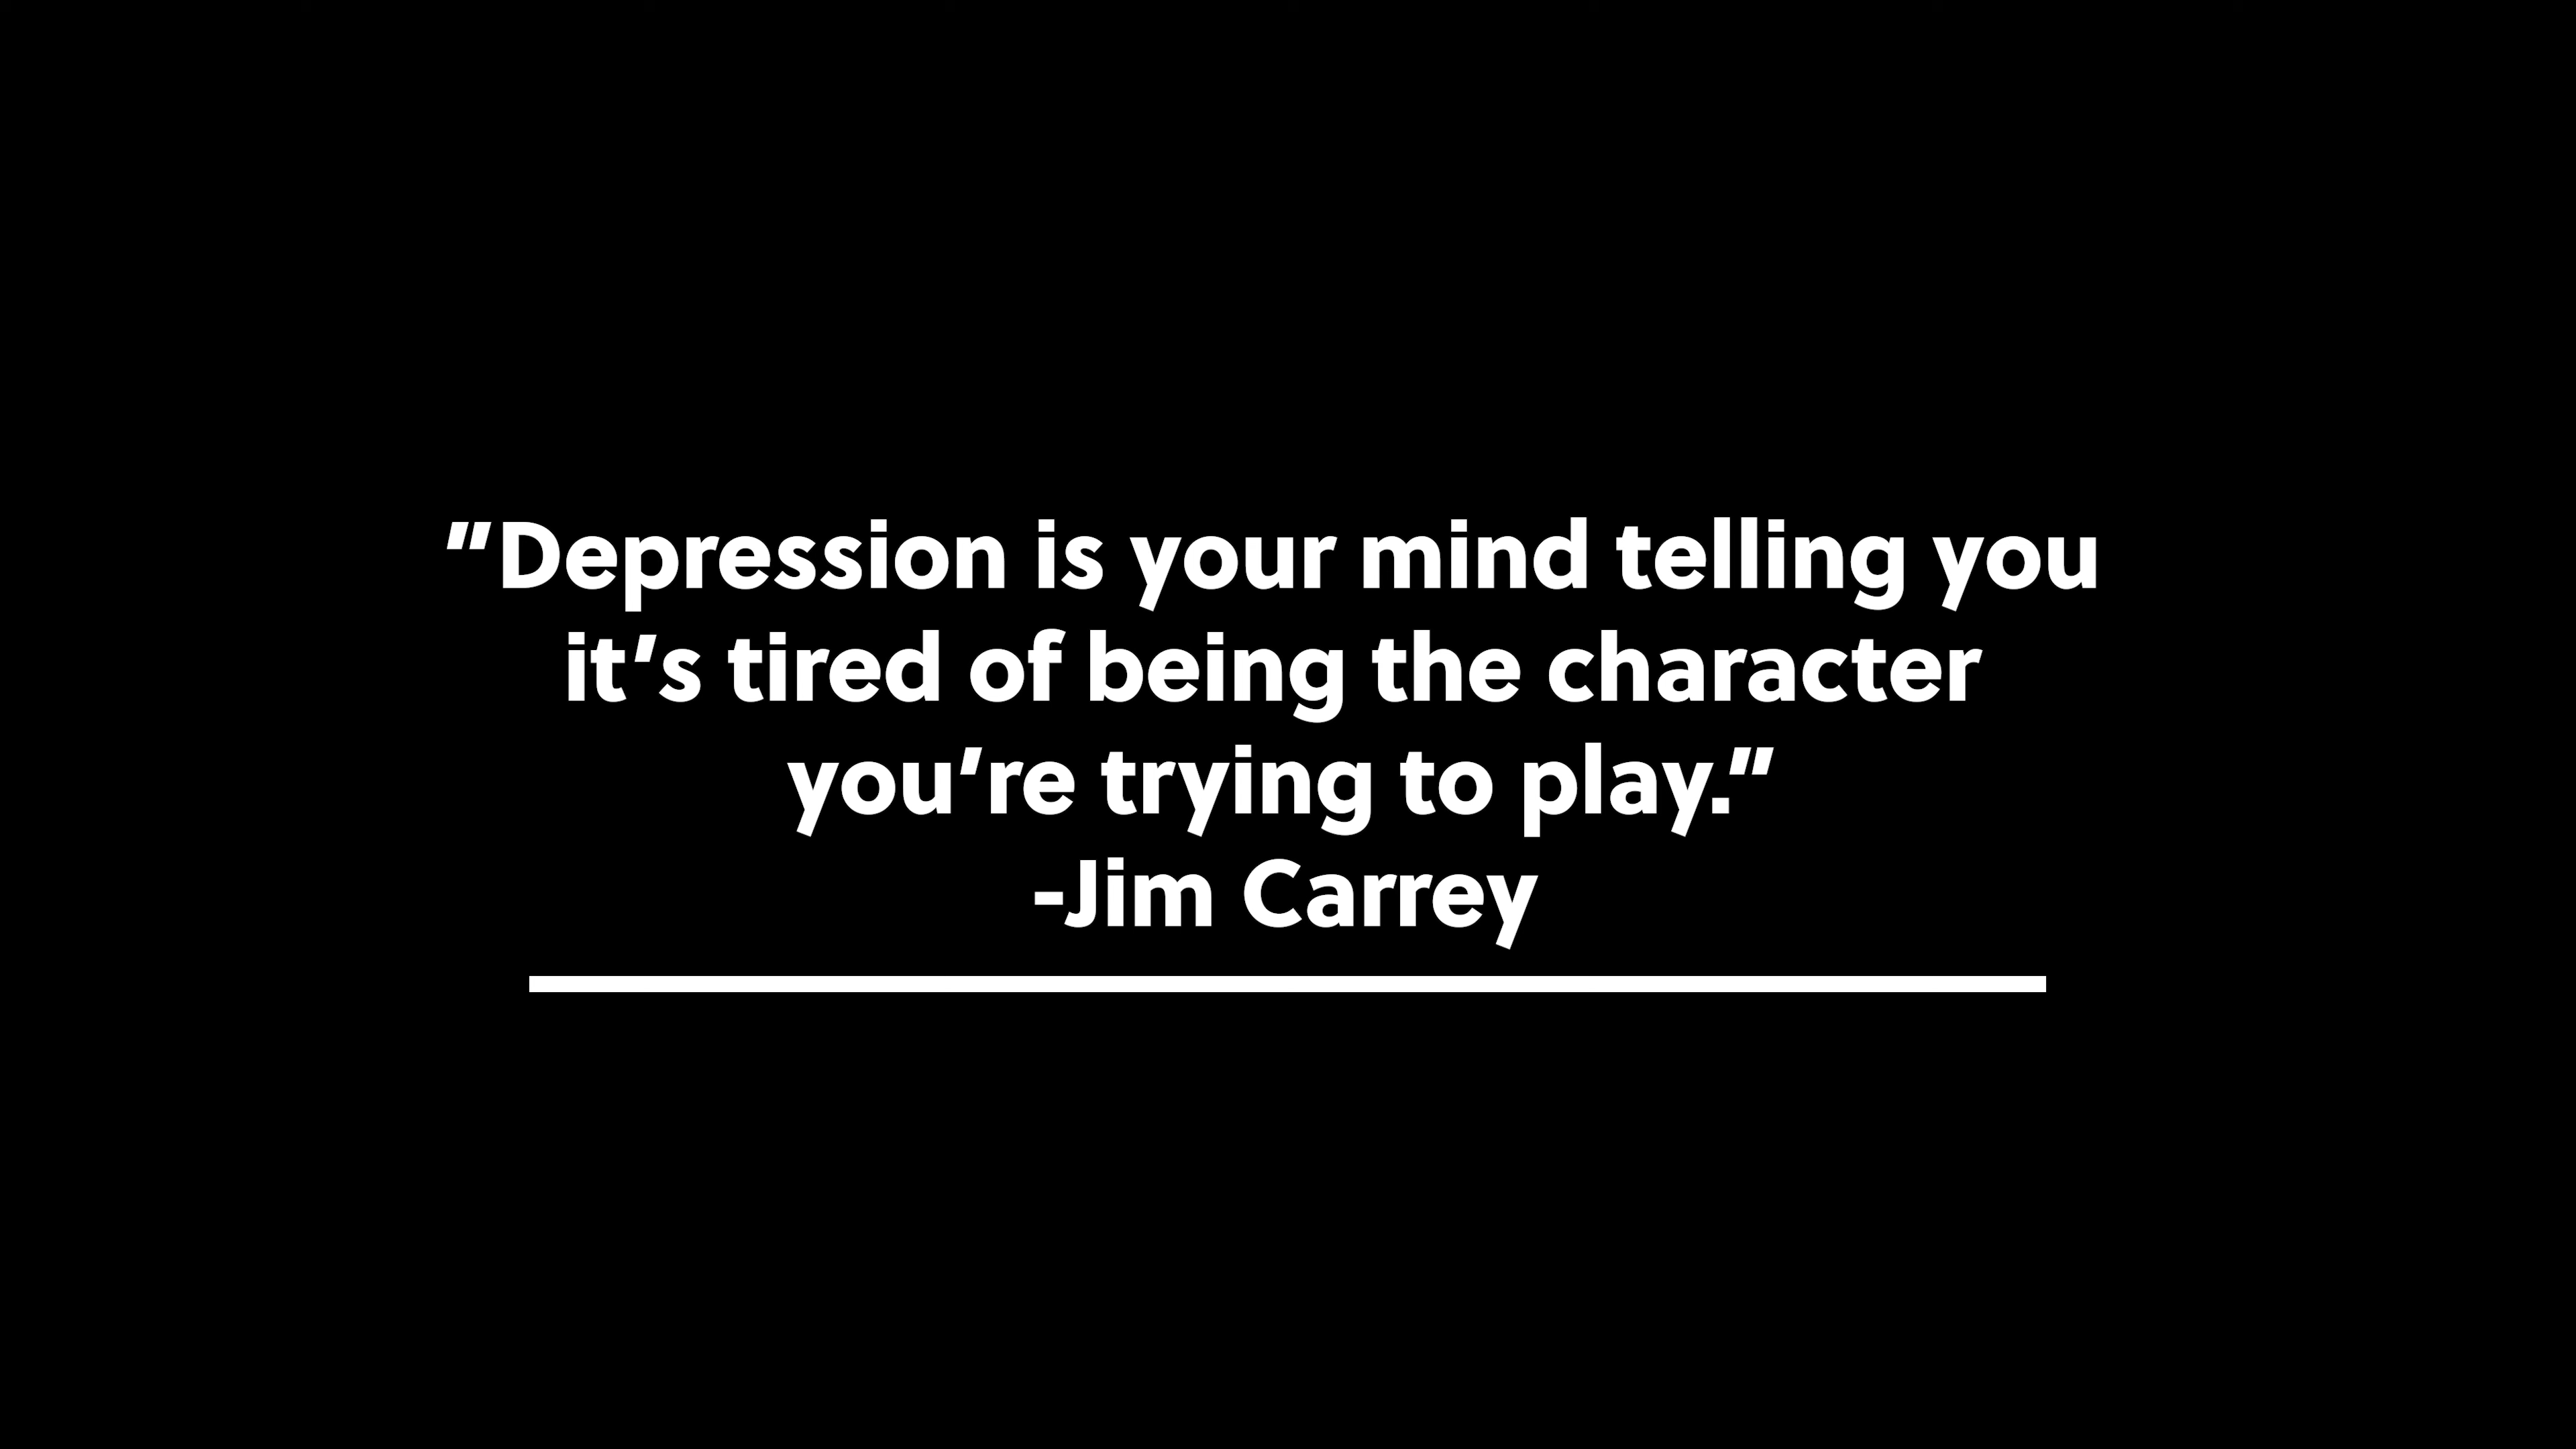 "Depression is your mind telling you
it's tired of being the character
you're trying to play."
-Jim Carrey